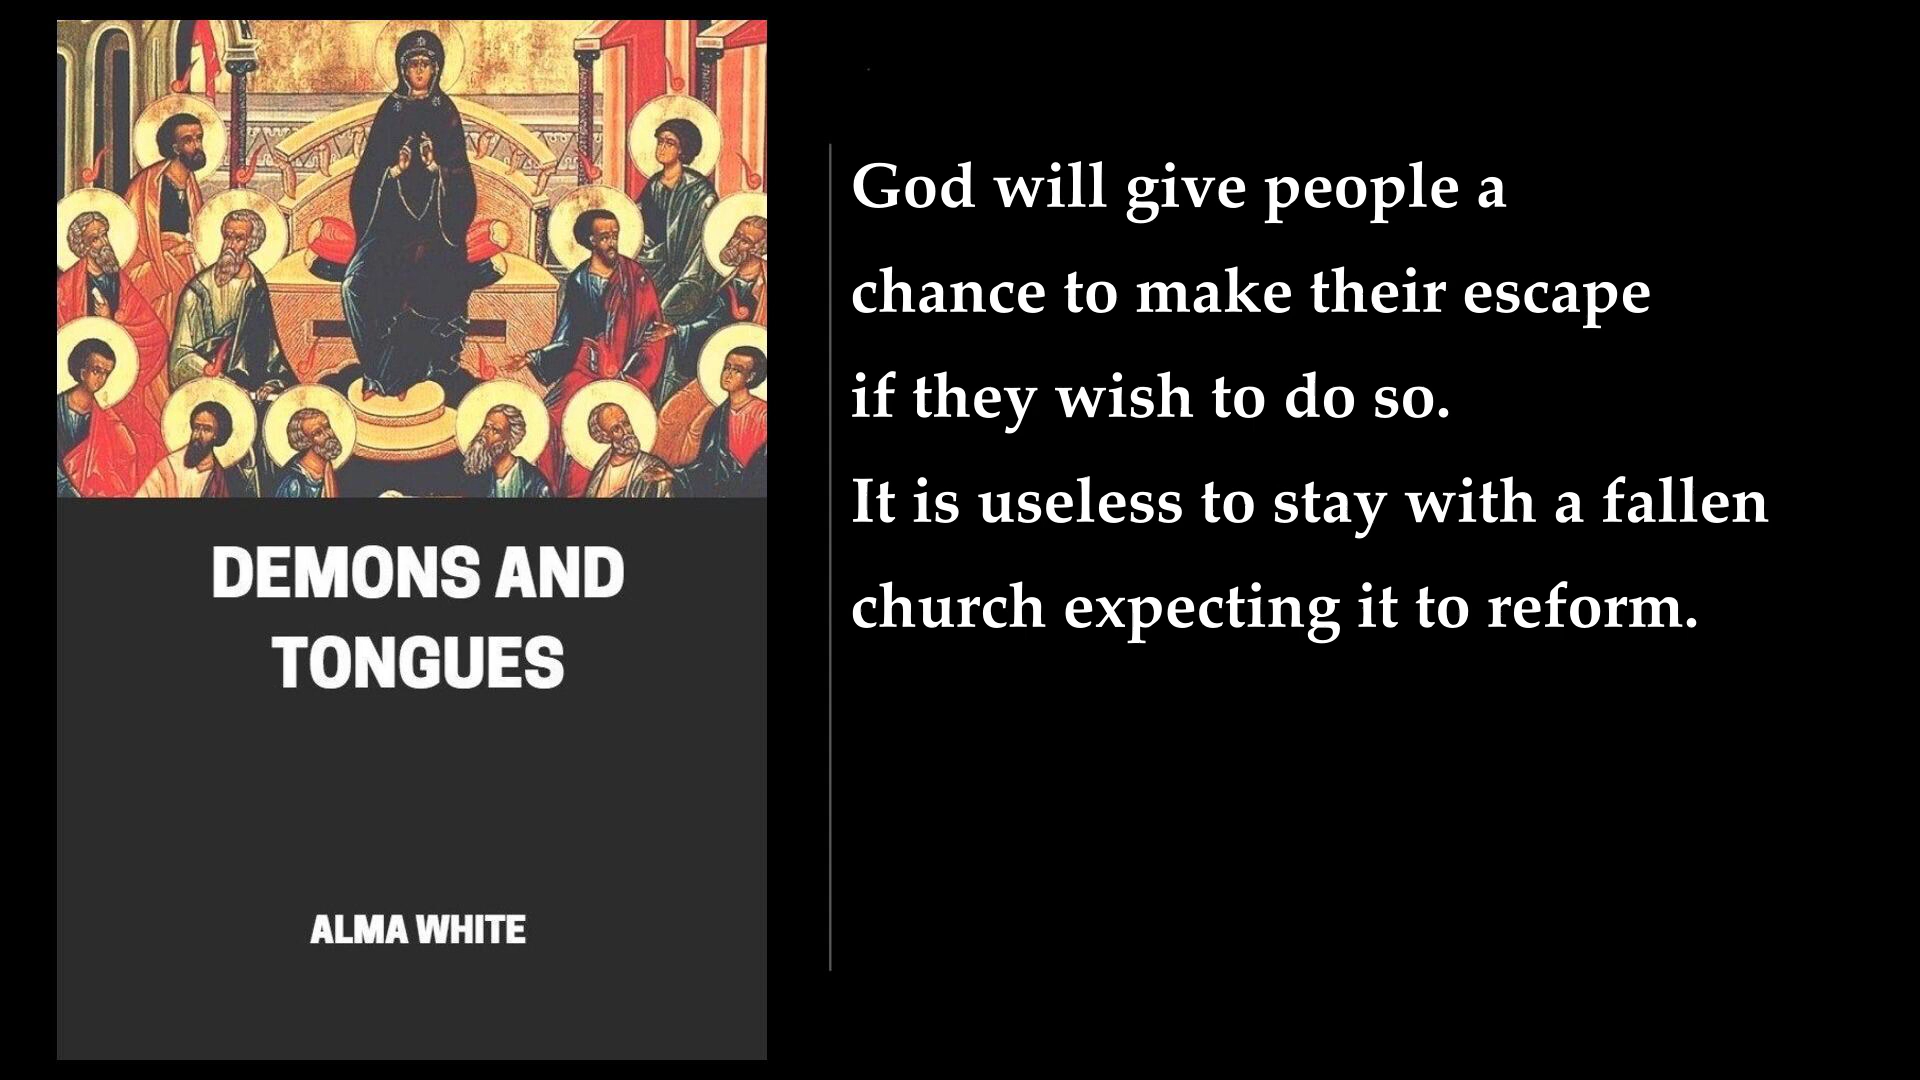 DEMONS AND
TONGUES
ALMA WHITE
God will give people a
chance to make their escape
if they wish to do so.
It is useless to stay with a fallen
church expecting it to reform.